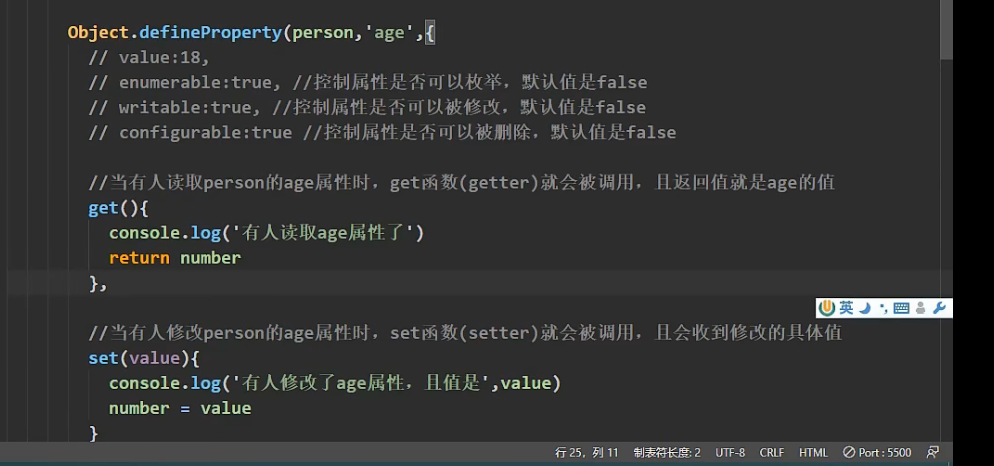 Object.defineProperty(person,'age',{
// value:18,
// enumerable:true, //控制属性是否可以枚举，默认值是false
// writable:true, //控制属性是否可以被修改，默认值是false
// configurable:true //控制属性是否可以被删除，默认值是false
//当有人读取person的age属性时，get函数(getter)就会被调用，且返回值就是age的值
get(){
console.log('有人读取age属性了')
return number
},
英
//当有人修改person的age属性时，set函数(setter)就会被调用，且会收到修改的具体值
set(value){
console.log('有人修改了age属性，且值是',value)
number = value
}
行 25，列 11 制表符长度: 2 UTF-8 CRLF HTML Port : 5500